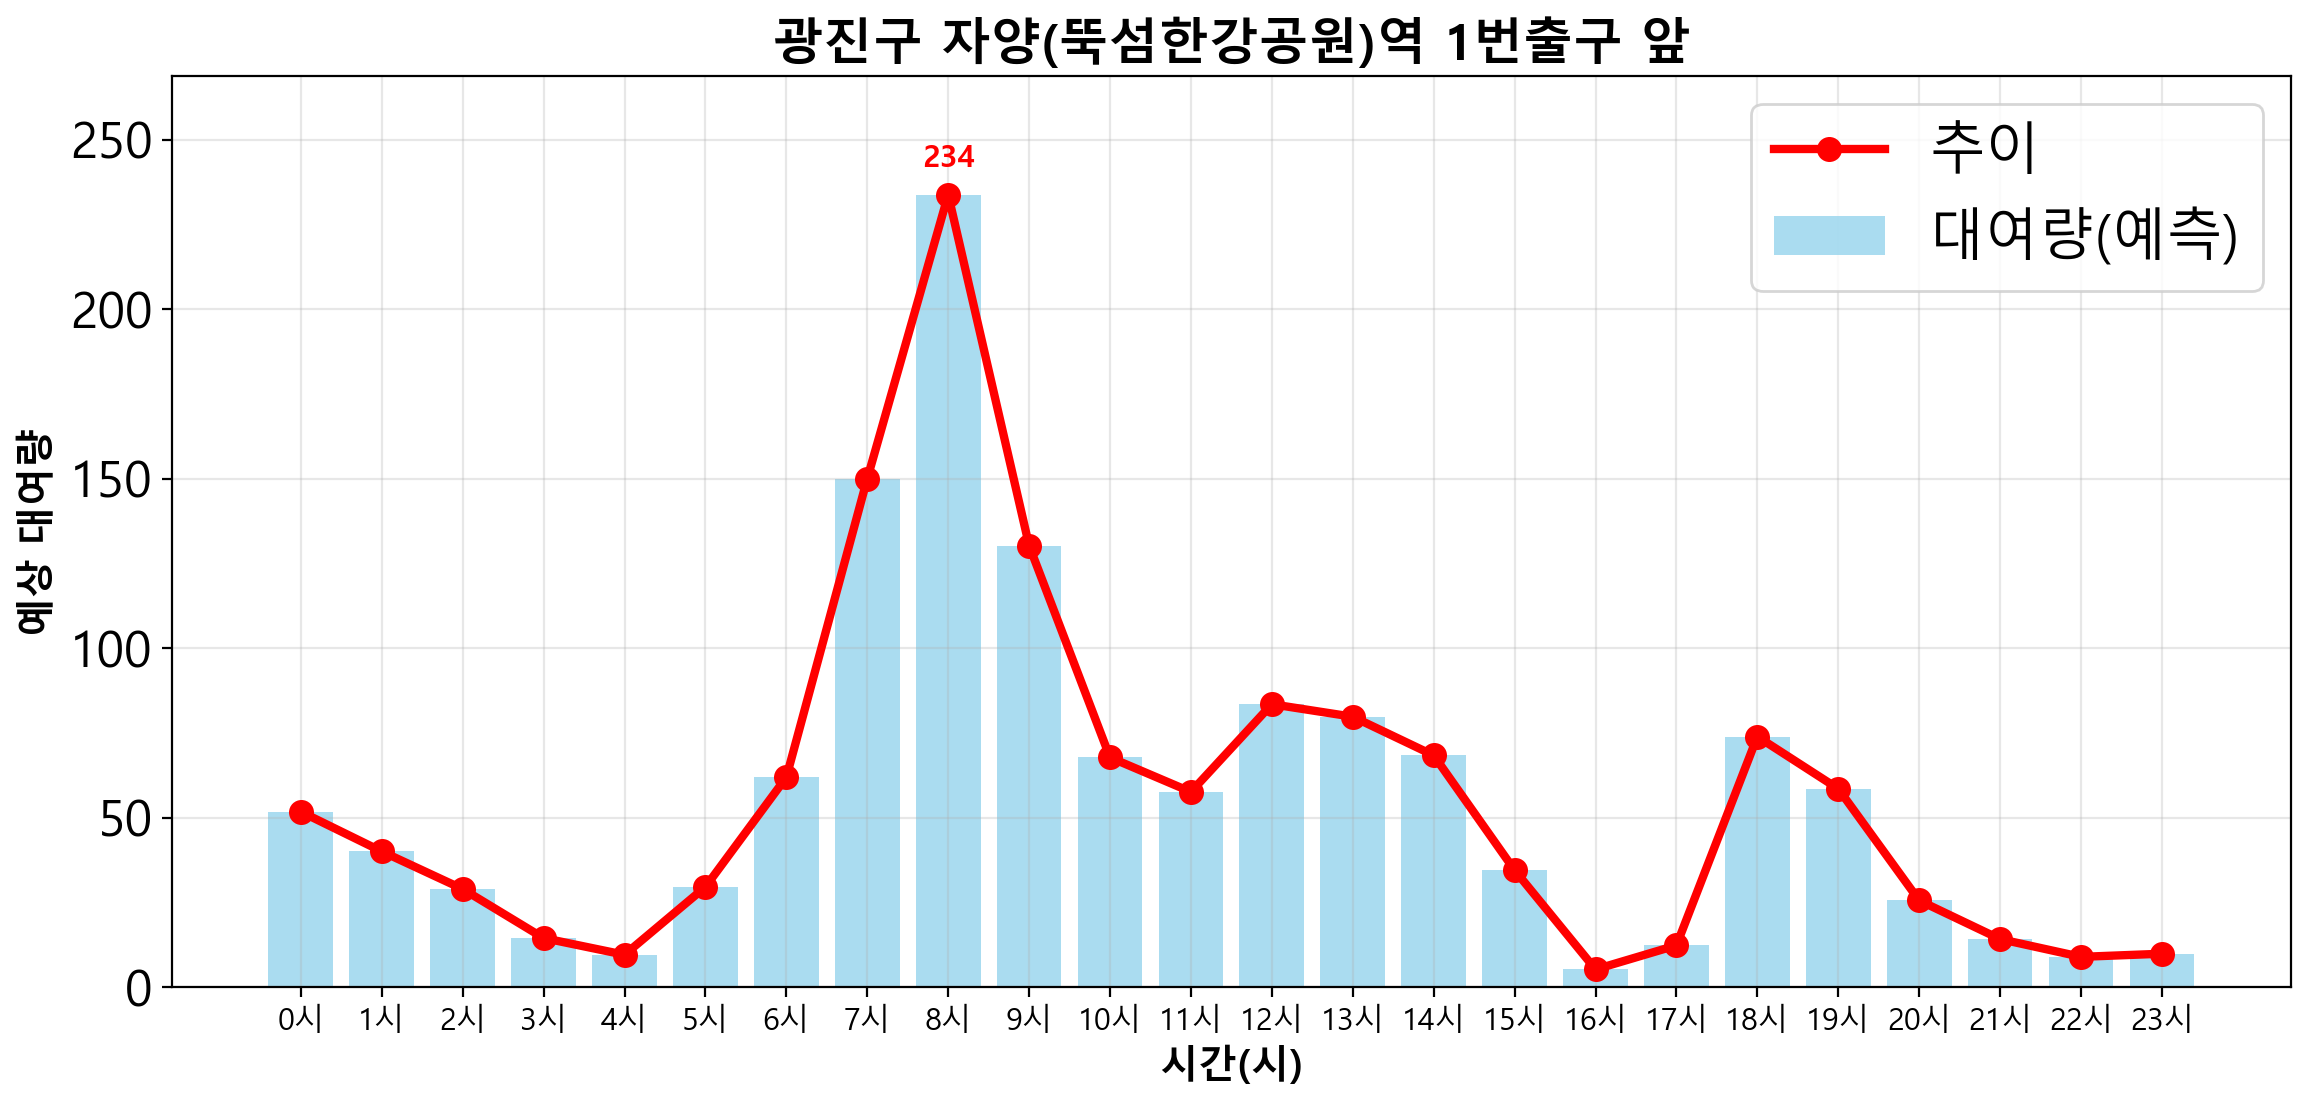 광진구 자양(뚝섬한강공원)역 1번출구 앞
추이
대여량(예측)
234
예상 대여량
250
200
150
100
50
0
0시 1시 2시 3시 4시 5시 6시 7시 8시 9시 10시 11시 12시 13시 14시 15시 16시 17시 18시 19시 20시 21시 22시 23시
시간(시)